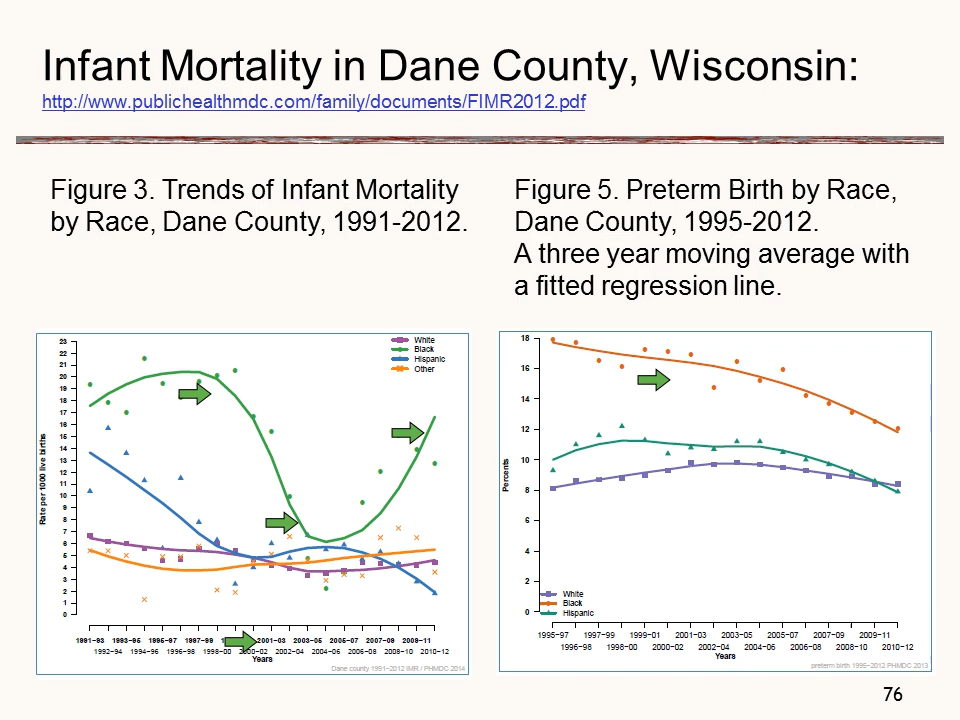 Infant Mortality in Dane County, Wisconsin:
http://www.publichealthmdc.com/family/documents/FIMR2012.pdf
Figure 3. Trends of Infant Mortality
by Race, Dane County, 1991-2012.
Figure 5. Preterm Birth by Race,
Dane County, 1995-2012.
A three year moving average with
a fitted regression line.
23
22
21
20
19
18
17
16
15
14
13
12
11
10
9
8
7
6
5
4
3
2
1
0
Rate per 1000 live births
White
Black
Hispanic
Other
1991−93 1993−95 1995−97 1997−99 2001−03 2003−05 2005−07 2007−09 2009−11
1992−94 1994−96 1996−98 1998−00 2000−02 2002−04 2004−06 2006−08 2008−10 2010−12
Years
Dane county 1991−2012 IMR / PHMDC 2014
18
16
14
12
10
8
6
4
2
0
Percents
White
Black
Hispanic
1995−97 1997−99 1999−01 2001−03 2003−05 2005−07 2007−09 2009−11
1996−98 1998−00 2000−02 2002−04 2004−06 2006−08 2008−10 2010−12
Years
preterm birth 1995−2012 PHMDC 2013
76